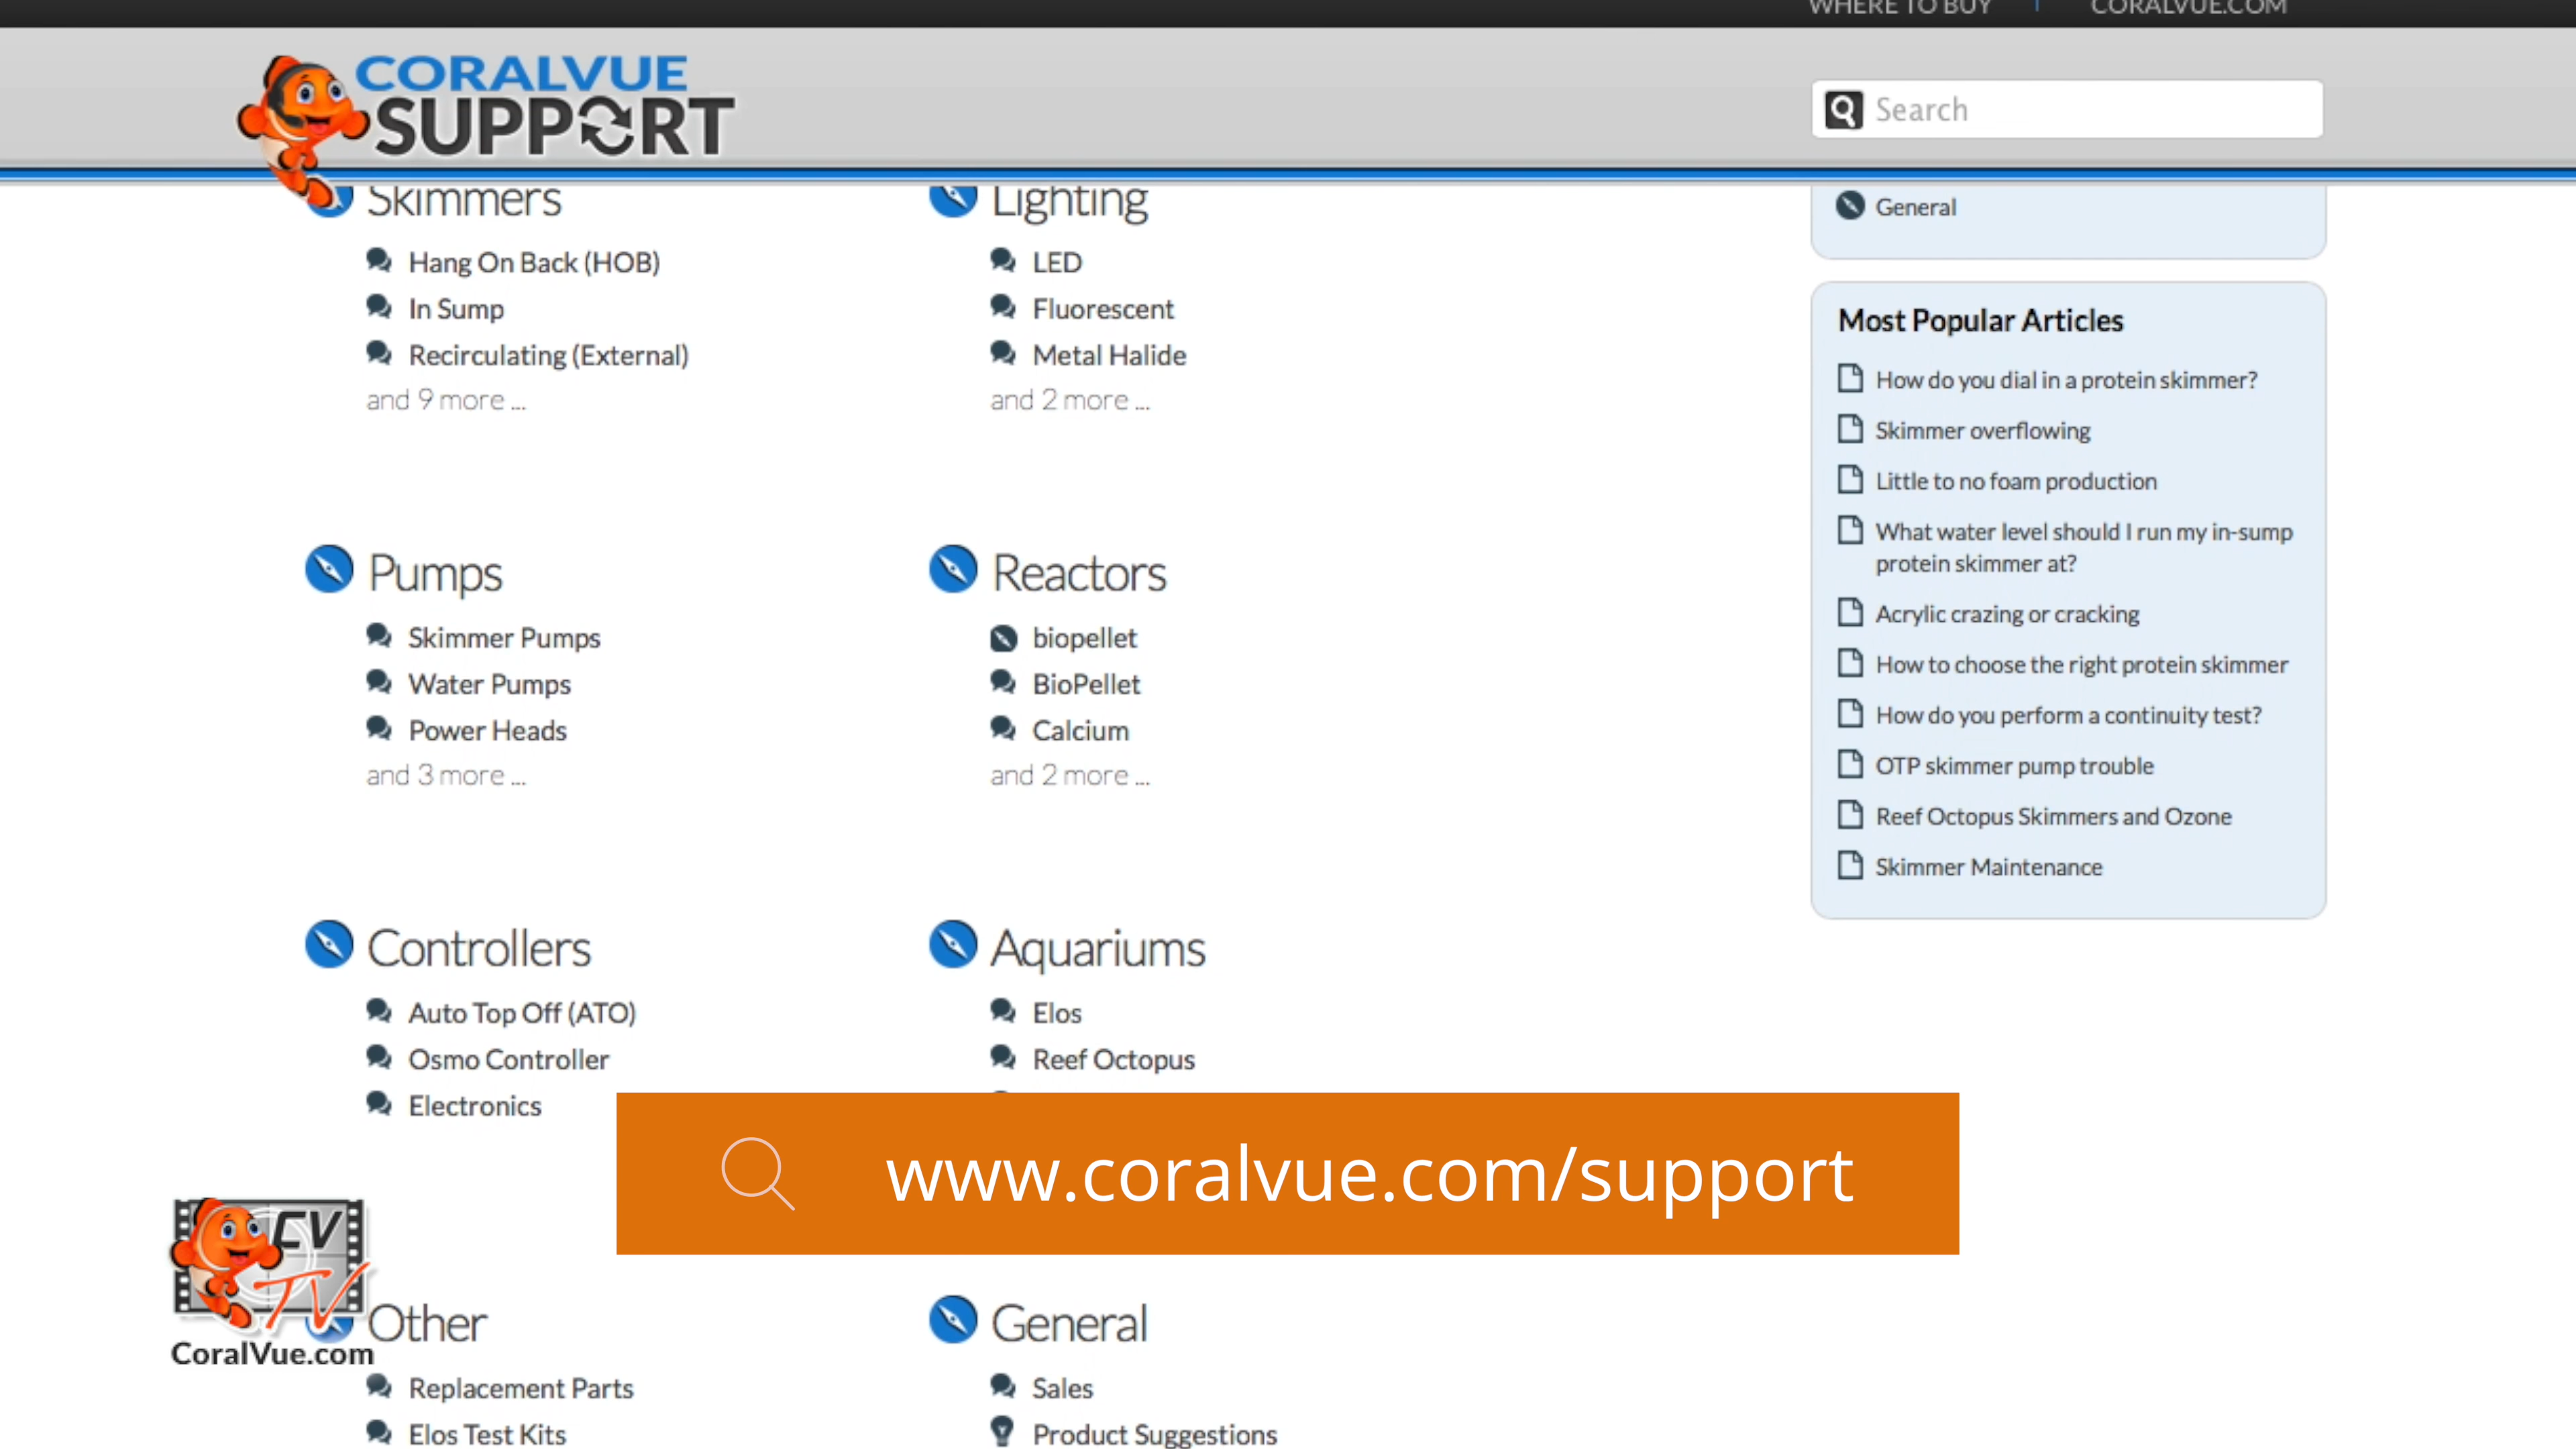 WHERE TO BUY | CORALVUE.COM
CORALVUE
SUPPORT
Search
Skimmers
Hang On Back (HOB)
In Sump
Recirculating (External)
and 9 more ...
Lighting
LED
Fluorescent
Metal Halide
and 2 more ...
General
Most Popular Articles
How do you dial in a protein skimmer?
Skimmer overflowing
Little to no foam production
What water level should I run my in-sump
protein skimmer at?
Acrylic crazing or cracking
How to choose the right protein skimmer
How do you perform a continuity test?
OTP skimmer pump trouble
Reef Octopus Skimmers and Ozone
Skimmer Maintenance
Pumps
Skimmer Pumps
Water Pumps
Power Heads
and 3 more ...
Reactors
biopellet
BioPellet
Calcium
and 2 more ...
Controllers
Auto Top Off (ATO)
Osmo Controller
Electronics
Aquariums
Elos
Reef Octopus
www.coralvue.com/support
CV
TV
CoralVue.com
Other
Replacement Parts
Elos Test Kits
General
Sales
Product Suggestions